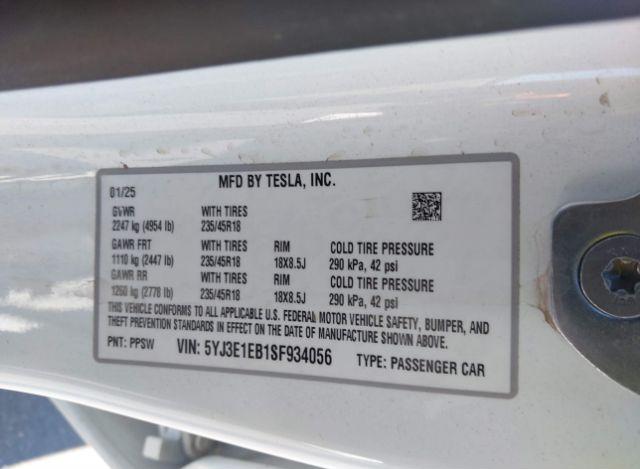 MFD BY TESLA, INC.
01/25
GVWR WITH TIRES
2247 kg (4954 lb) 235/45R18
GAWR FRT WITH TIRES RIM COLD TIRE PRESSURE
1110 kg (2447 lb) 235/45R18 18X8.5J 290 kPa, 42 psi
GAWR RR WITH TIRES RIM COLD TIRE PRESSURE
1260 kg (2778 lb) 235/45R18 18X8.5J 290 kPa, 42 psi
THIS VEHICLE CONFORMS TO ALL APPLICABLE U.S. FEDERAL MOTOR VEHICLE SAFETY, BUMPER, AND
THEFT PREVENTION STANDARDS IN EFFECT ON THE DATE OF MANUFACTURE SHOWN ABOVE.
PNT: PPSW VIN: 5YJ3E1EB1SF934056 TYPE: PASSENGER CAR